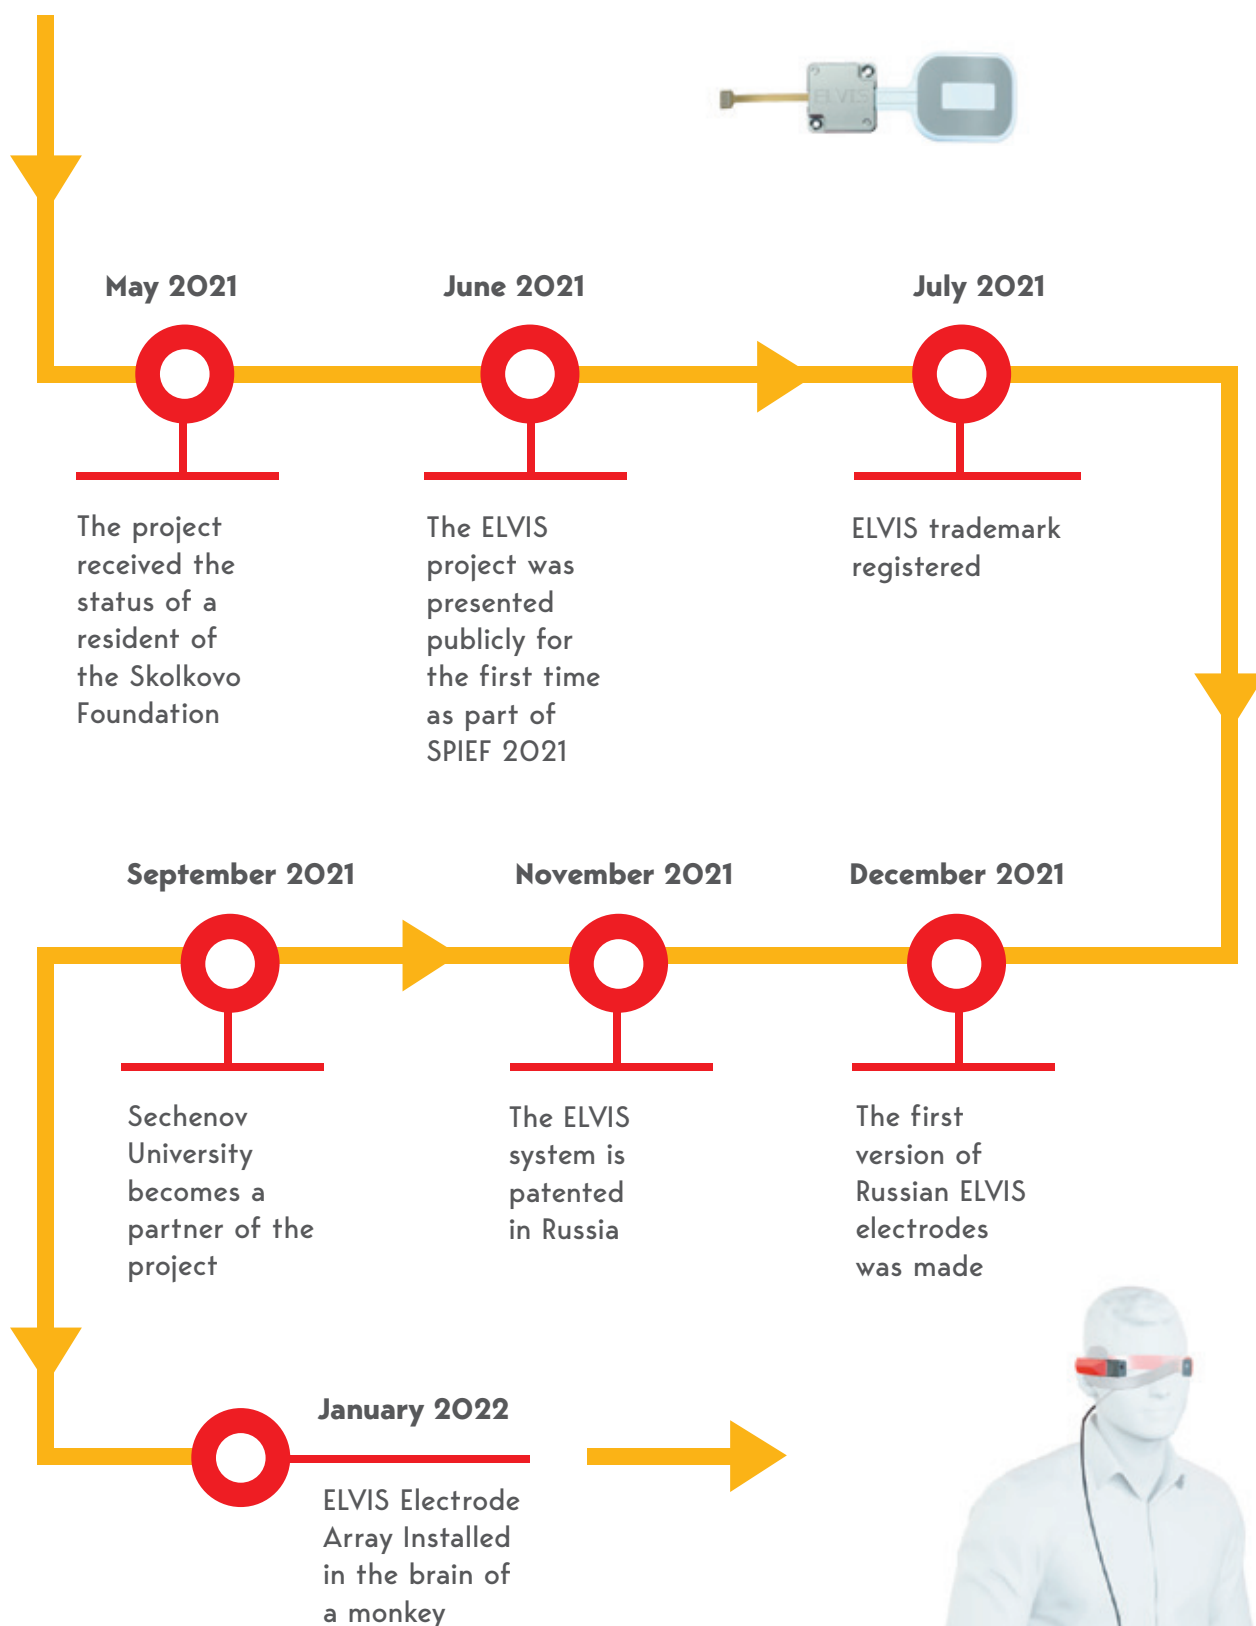 ELVIS
May 2021
The project
received the
status of a
resident of
the Skolkovo
Foundation
June 2021
The ELVIS
project was
presented
publicly for
the first time
as part of
SPIEF 2021
July 2021
ELVIS trademark
registered
September 2021
Sechenov
University
becomes a
partner of the
project
November 2021
The ELVIS
system is
patented
in Russia
December 2021
The first
version of
Russian ELVIS
electrodes
was made
January 2022
ELVIS Electrode
Array Installed
in the brain of
a monkey